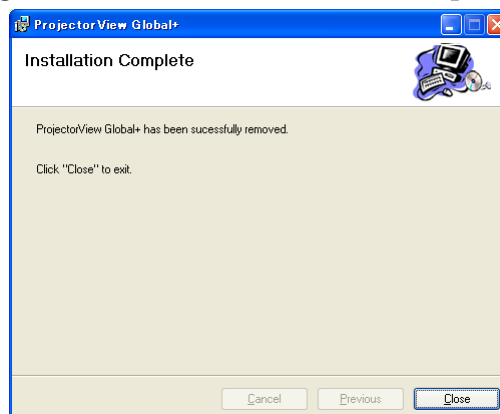 ProjectorView Global+
Installation Complete
ProjectorView Global+ has been sucessfully removed.
Click "Close" to exit.
Cancel Previous Close